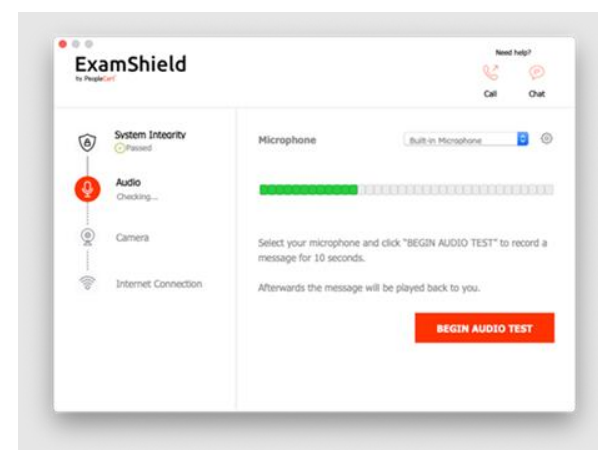 ExamShield
by PeopleCert
Need help?
Call
Chat
System Integrity
Passed
Audio
Checking...
Camera
Internet Connection
Microphone
Built-in Microphone
Select your microphone and click "BEGIN AUDIO TEST" to record a
message for 10 seconds.
Afterwards the message will be played back to you.
BEGIN AUDIO TEST